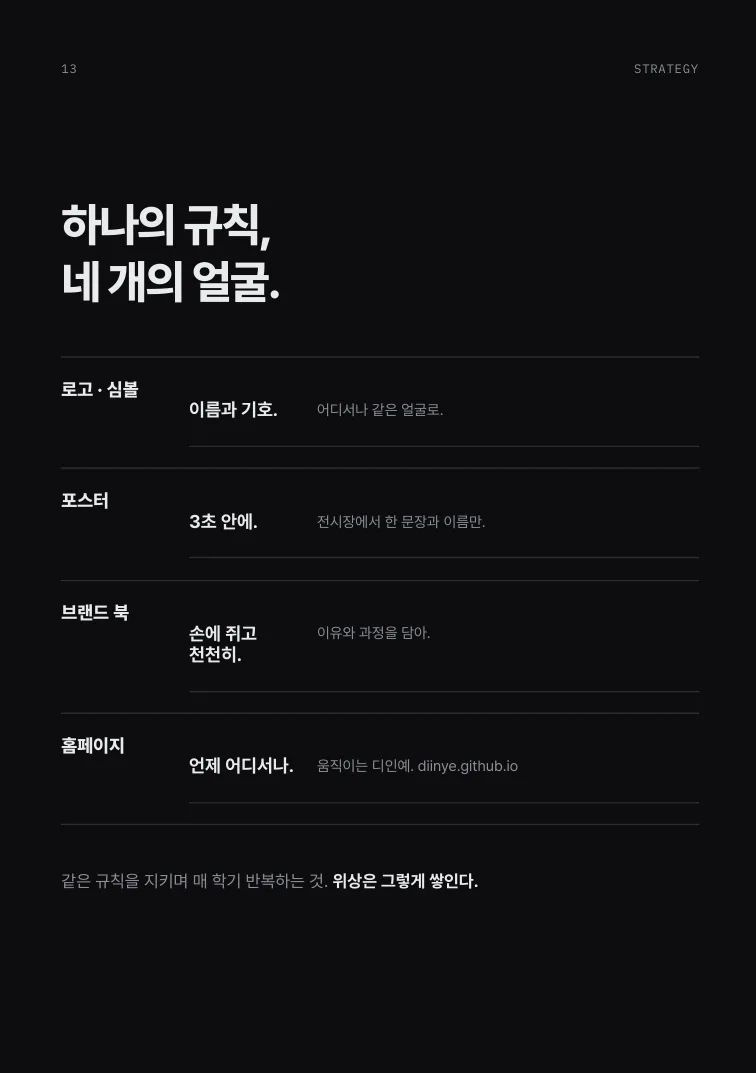 13
STRATEGY
하나의 규칙,
네 개의 얼굴.
로고 · 심볼
이름과 기호.
어디서나 같은 얼굴로.
포스터
3초 안에.
전시장에서 한 문장과 이름만.
브랜드 북
손에 쥐고
천천히.
이유와 과정을 담아.
홈페이지
언제 어디서나.
움직이는 디인예. diinye.github.io
같은 규칙을 지키며 매 학기 반복하는 것. 위상은 그렇게 쌓인다.